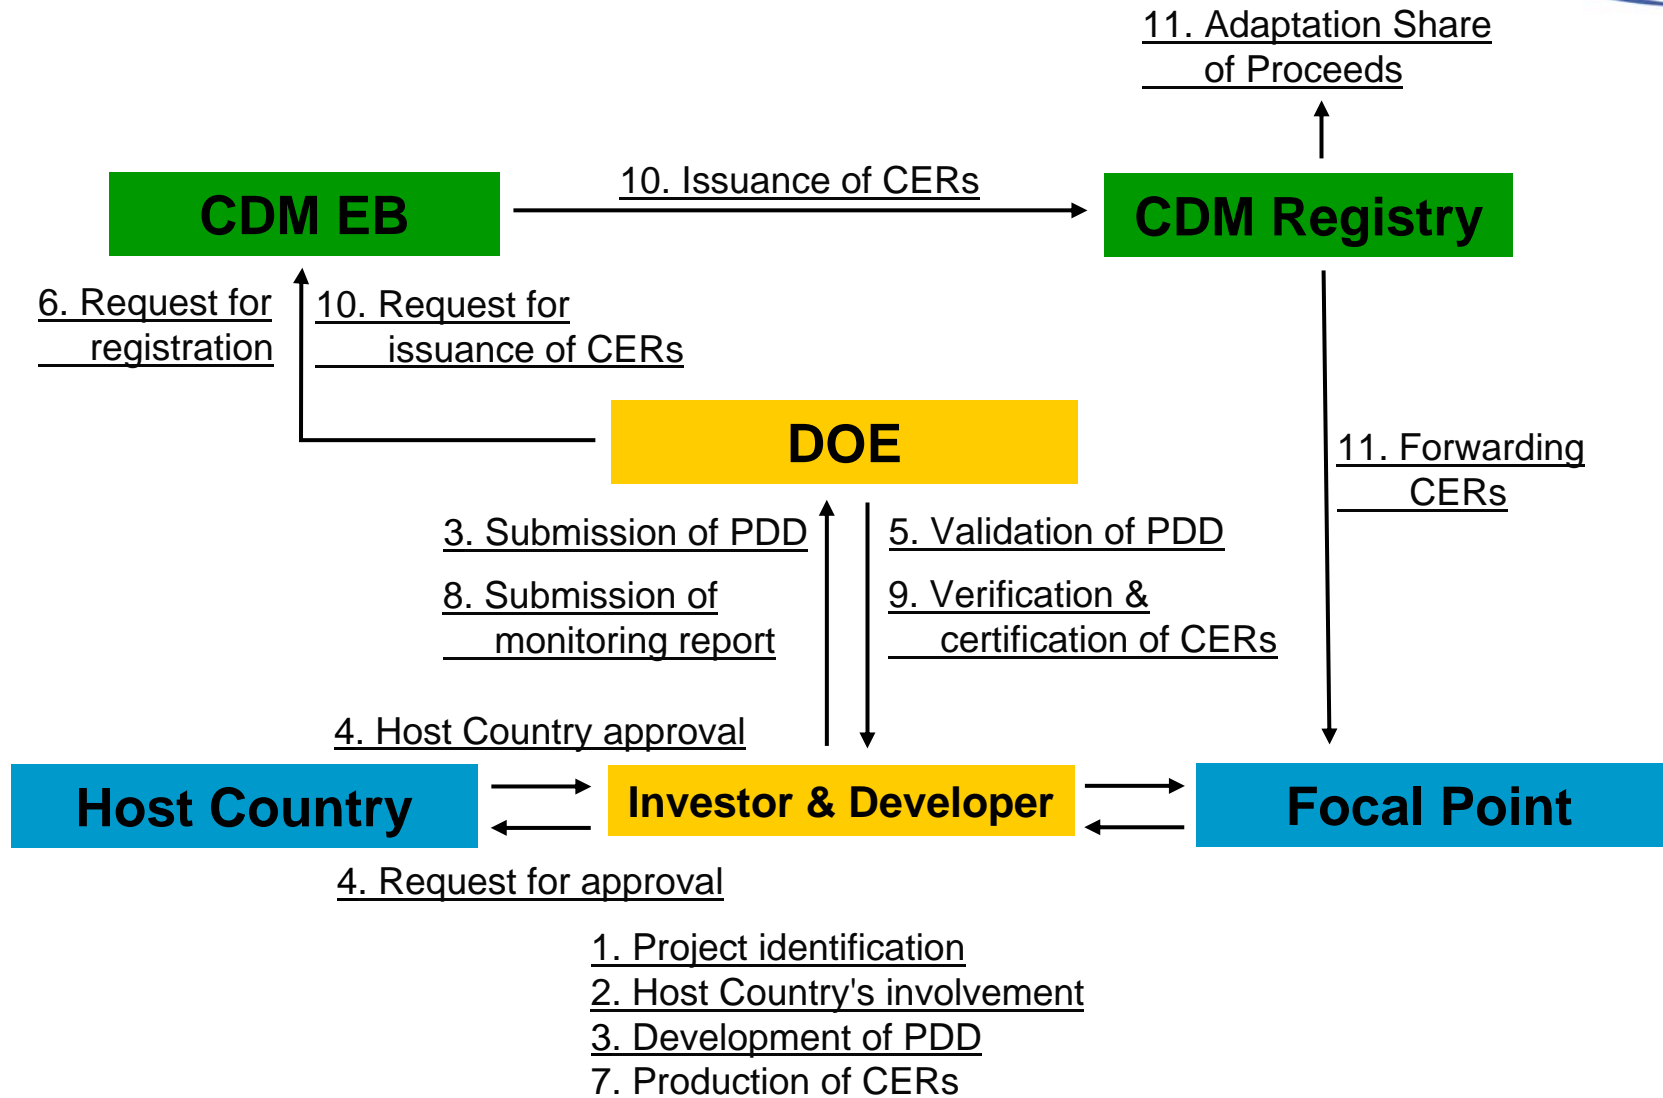 11. Adaptation Share
of Proceeds
10. Issuance of CERs
CDM EB
CDM Registry
6. Request for
registration
10. Request for
issuance of CERs
DOE
11. Forwarding
CERs
3. Submission of PDD
5. Validation of PDD
8. Submission of
monitoring report
9. Verification &
certification of CERs
4. Host Country approval
Host Country
Investor & Developer
Focal Point
4. Request for approval
1. Project identification
2. Host Country's involvement
3. Development of PDD
7. Production of CERs